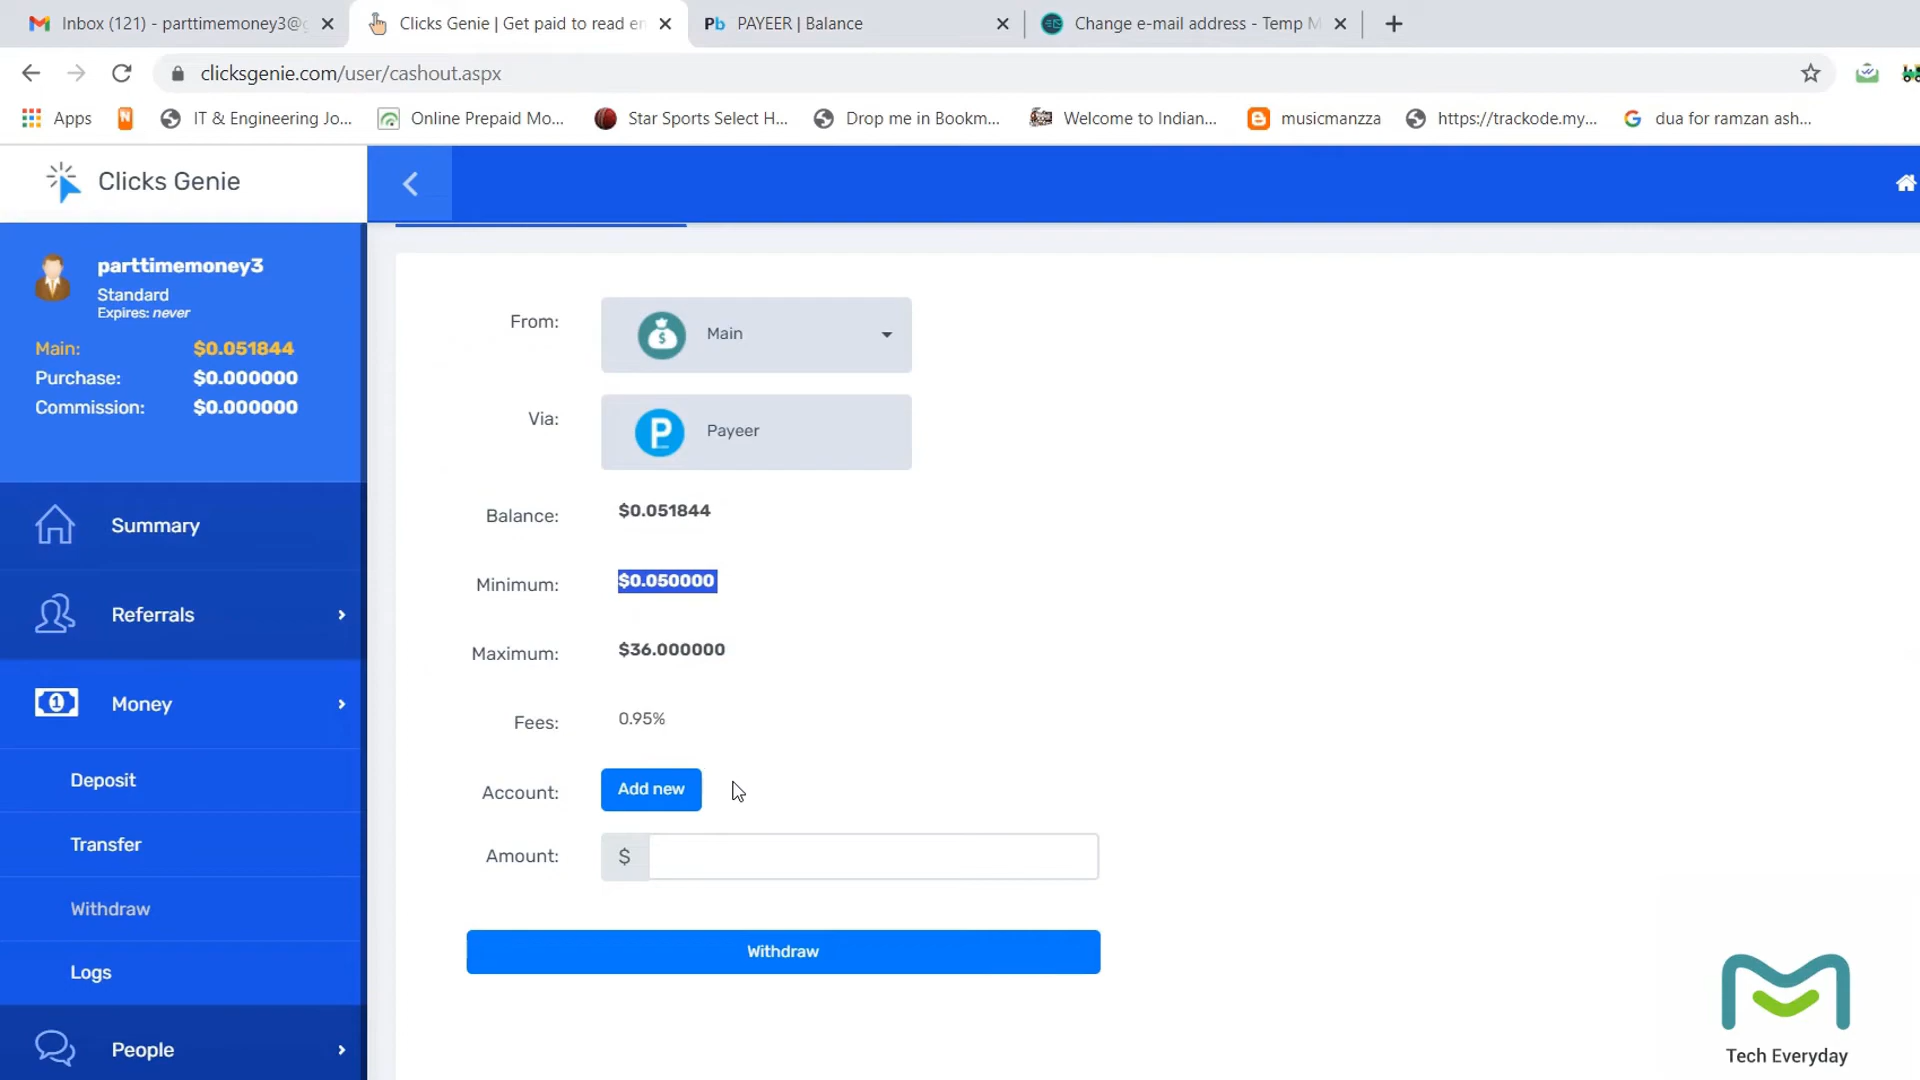 Inbox (121) - parttimemoney3@g
Clicks Genie | Get paid to read em
Pb PAYEER | Balance
Change e-mail address - Temp M
clicksgenie.com/user/cashout.aspx
Apps
N
IT & Engineering Jo...
Online Prepaid Mo...
Star Sports Select H...
Drop me in Bookm...
Welcome to Indian...
musicmanzza
https://trackode.my...
dua for ramzan ash...
Clicks Genie
parttimemoney3
Standard
Expires: never
Main: $0.051844
Purchase: $0.000000
Commission: $0.000000
Summary
Referrals
Money
Deposit
Transfer
Withdraw
Logs
People
From: Main
Via: P Payeer
Balance: $0.051844
Minimum: $0.050000
Maximum: $36.000000
Fees: 0.95%
Account: Add new
Amount: $
Withdraw
Tech Everyday